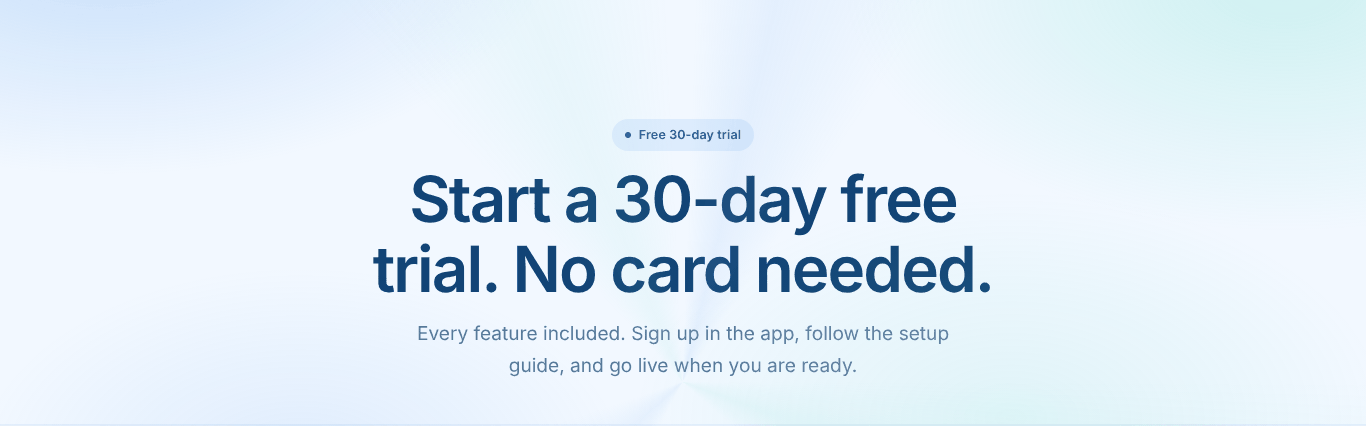 Free 30-day trial
Start a 30-day free
trial. No card needed.
Every feature included. Sign up in the app, follow the setup
guide, and go live when you are ready.